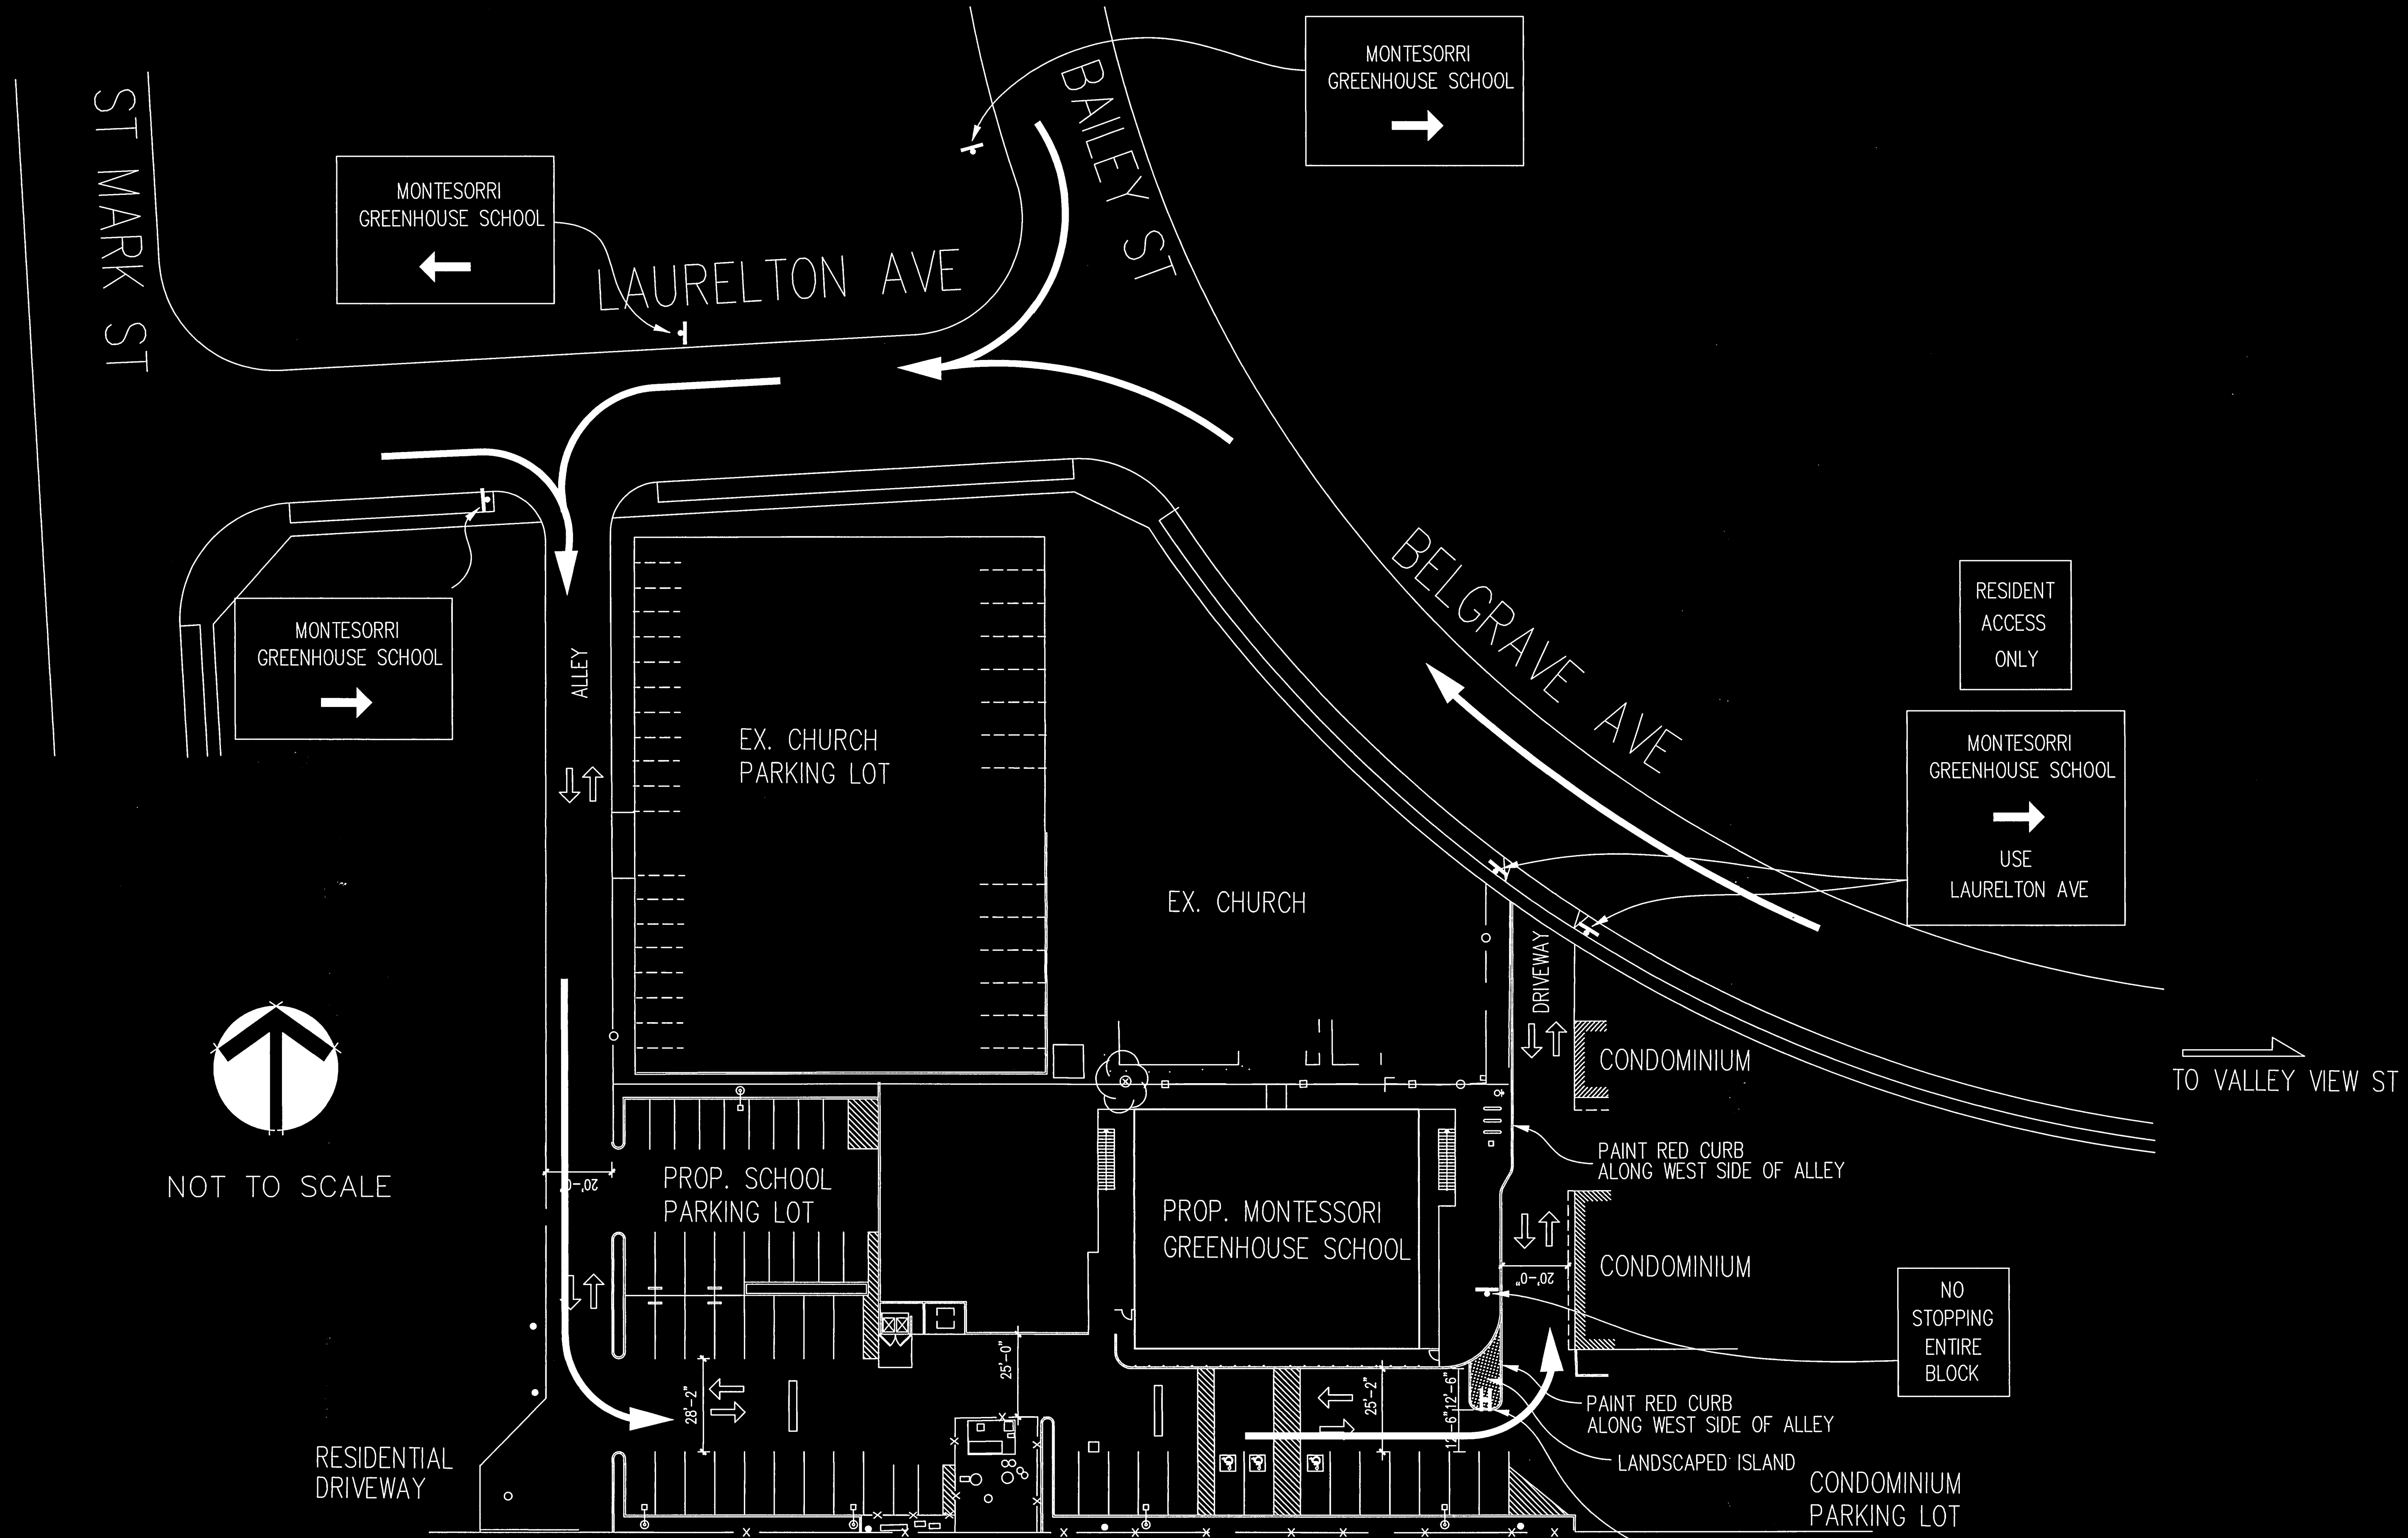 MONTESORRI
GREENHOUSE SCHOOL
BAILEY ST
ST MARK ST
MONTESORRI
GREENHOUSE SCHOOL
LAURELTON AVE
BELGRAVE AVE
RESIDENT
ACCESS
ONLY
MONTESORRI
GREENHOUSE SCHOOL
ALLEY
MONTESORRI
GREENHOUSE SCHOOL
USE
LAURELTON AVE
EX. CHURCH
PARKING LOT
EX. CHURCH
DRIVEWAY
CONDOMINIUM
TO VALLEY VIEW ST
NOT TO SCALE
20'-0"
PROP. SCHOOL
PARKING LOT
PAINT RED CURB
ALONG WEST SIDE OF ALLEY
PROP. MONTESSORI
GREENHOUSE SCHOOL
CONDOMINIUM
20'-0"
NO
STOPPING
ENTIRE
BLOCK
25'-0"
28'-2"
25'-2"
12'-6"
12'-6"
PAINT RED CURB
ALONG WEST SIDE OF ALLEY
LANDSCAPED ISLAND
RESIDENTIAL
DRIVEWAY
CONDOMINIUM
PARKING LOT